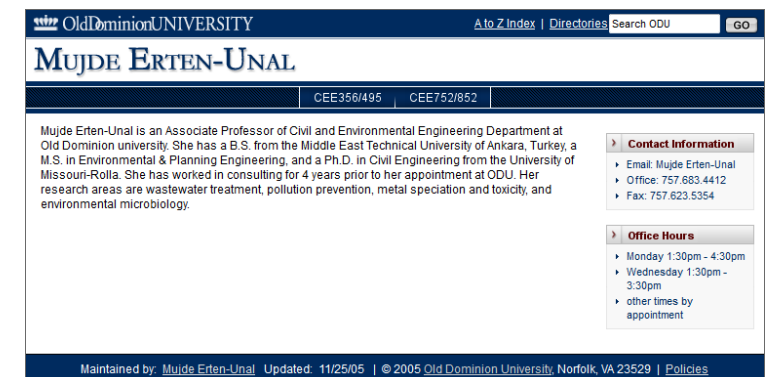 OldDominionUNIVERSITY
A to Z Index | Directories Search ODU GO
MUJDE ERTEN-UNAL
CEE356/495 CEE752/852
Mujde Erten-Unal is an Associate Professor of Civil and Environmental Engineering Department at
Old Dominion university. She has a B.S. from the Middle East Technical University of Ankara, Turkey, a
M.S. in Environmental & Planning Engineering, and a Ph.D. in Civil Engineering from the University of
Missouri-Rolla. She has worked in consulting for 4 years prior to her appointment at ODU. Her
research areas are wastewater treatment, pollution prevention, metal speciation and toxicity, and
environmental microbiology.
Contact Information
Email: Mujde Erten-Unal
Office: 757.683.4412
Fax: 757.623.5354
Office Hours
Monday 1:30pm - 4:30pm
Wednesday 1:30pm -
3:30pm
other times by
appointment
Maintained by: Mujde Erten-Unal Updated: 11/25/05 | © 2005 Old Dominion University, Norfolk, VA 23529 | Policies